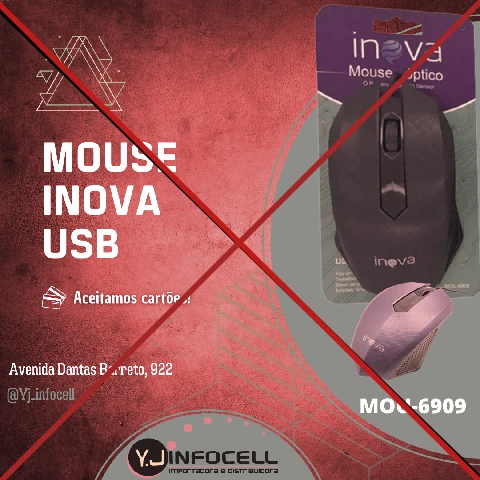 MOUSE
INOVA
USB
Aceitamos cartões!
Avenida Dantas Barreto, 922
@Yj_infocell
inova
Mouse Óptico
inova
inova
MOU-6909
Y.J INFOCELL
IMPORTADORA E DISTRIBUIDORA